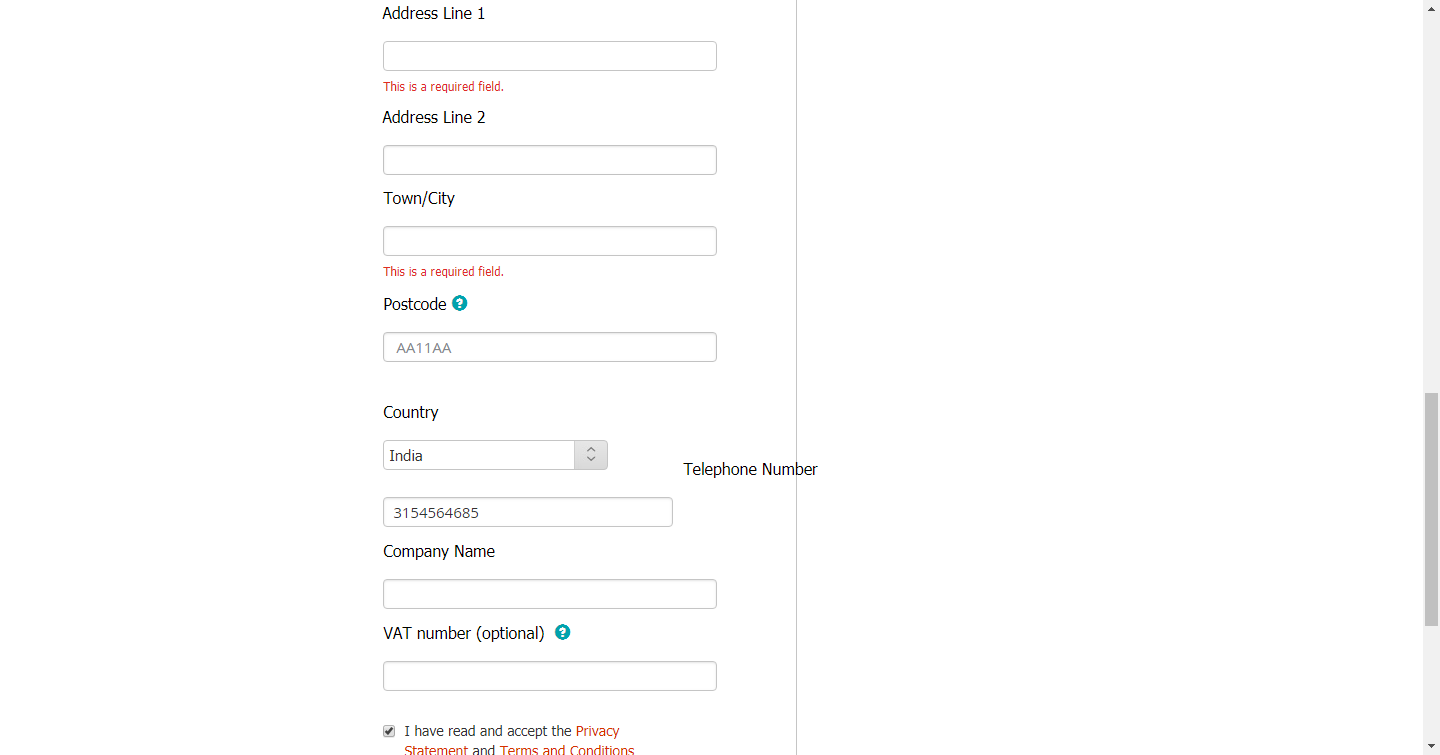 Address Line 1
This is a required field.
Address Line 2
Town/City
This is a required field.
Postcode ?
AA11AA
Country
India
Telephone Number
3154564685
Company Name
VAT number (optional) ?
I have read and accept the Privacy
Statement and Terms and Conditions